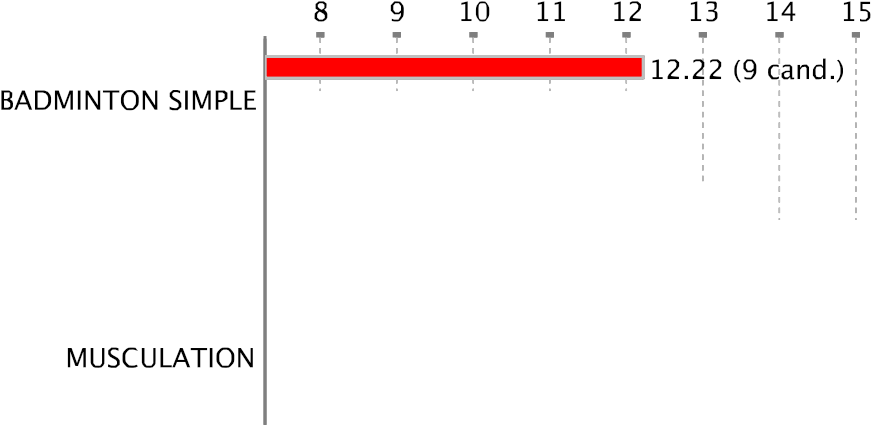 8 9 10 11 12 13 14 15
12.22 (9 cand.)
BADMINTON SIMPLE
MUSCULATION